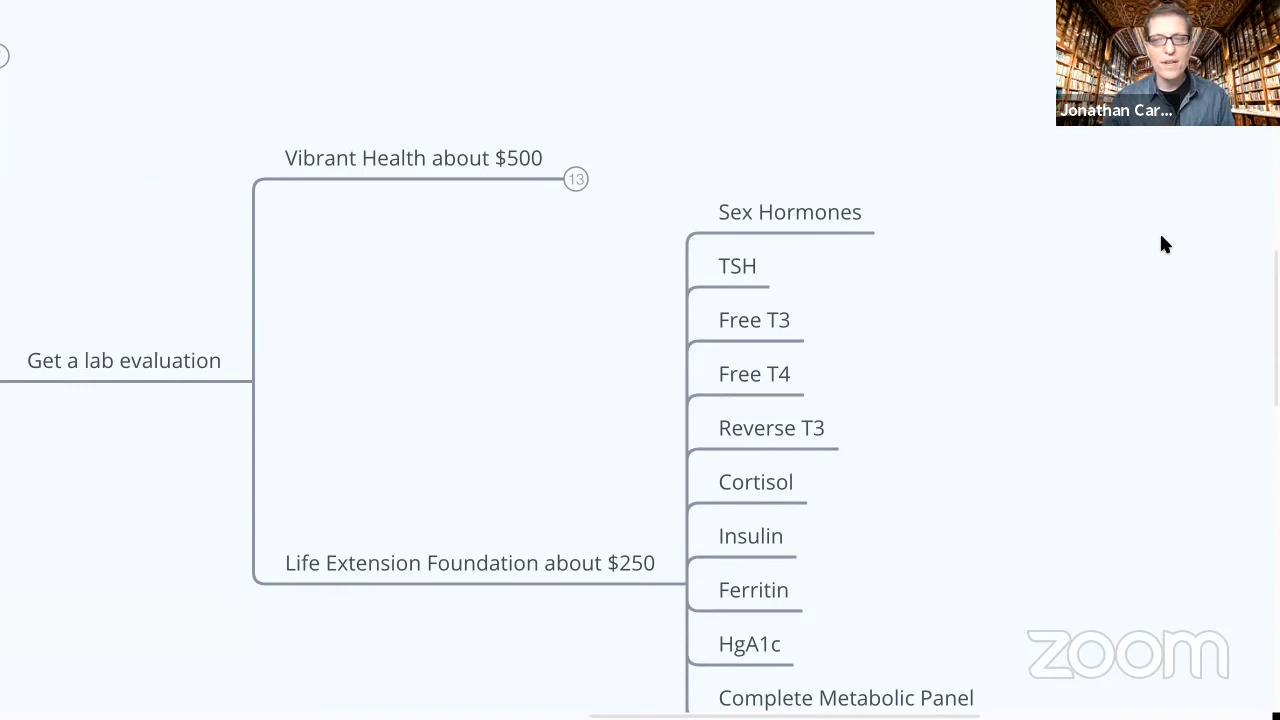 Jonathan Car...
Vibrant Health about $500
13
Sex Hormones
TSH
Free T3
Get a lab evaluation
Free T4
Reverse T3
Cortisol
Insulin
Life Extension Foundation about $250
Ferritin
HgA1c
Complete Metabolic Panel
zoom